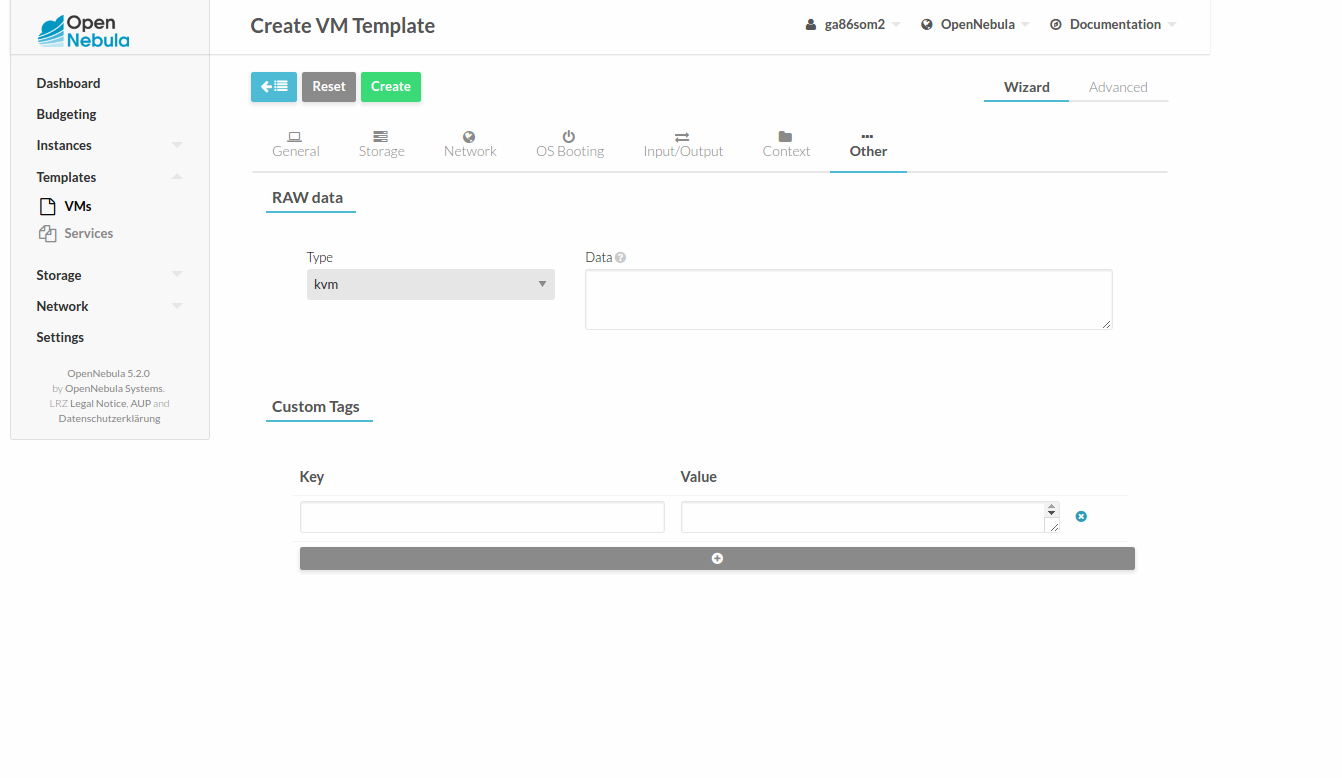 Open
Nebula
Create VM Template
ga86som2
OpenNebula
Documentation
Dashboard
Budgeting
Instances
Templates
VMs
Services
Storage
Network
Settings
OpenNebula 5.2.0
by OpenNebula Systems.
LRZ Legal Notice, AUP and
Datenschutzerklärung
Reset
Create
Wizard
Advanced
General
Storage
Network
OS Booting
Input/Output
Context
Other
RAW data
Type
Data
kvm
Custom Tags
Key
Value